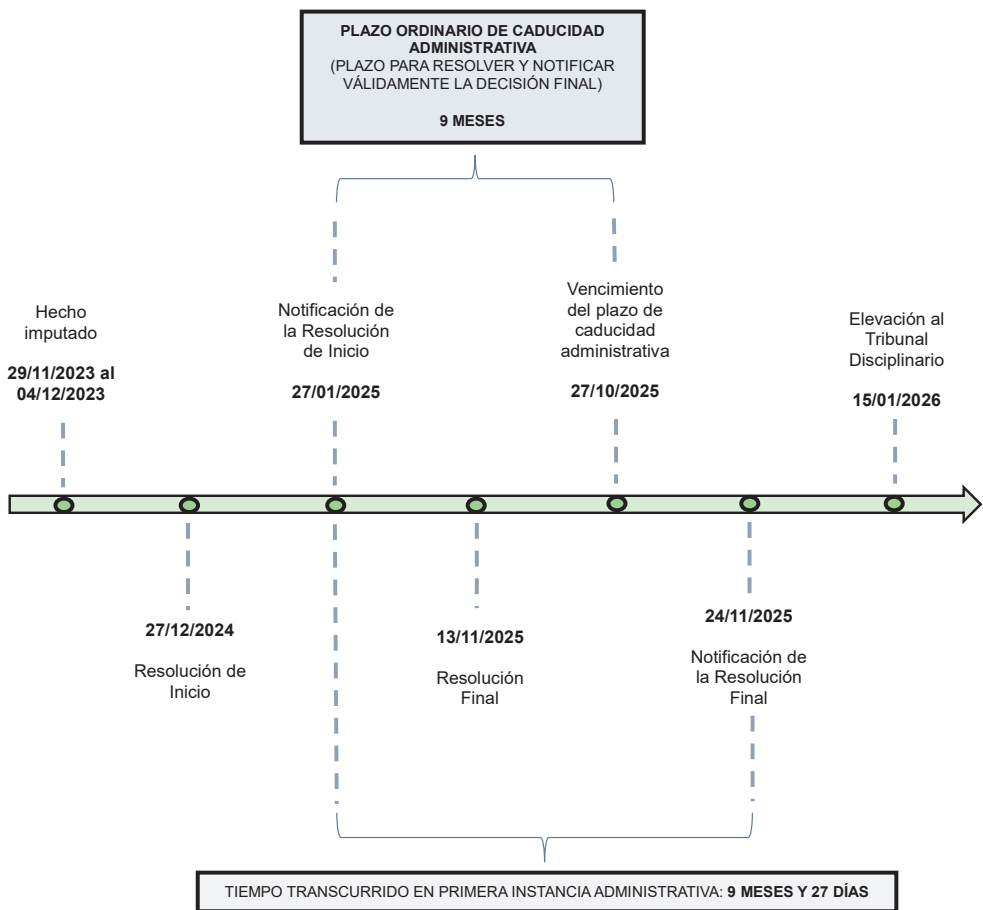 PLAZO ORDINARIO DE CADUCIDAD
ADMINISTRATIVA
(PLAZO PARA RESOLVER Y NOTIFICAR
VÁLIDAMENTE LA DECISIÓN FINAL)
9 MESES
Hecho
imputado
29/11/2023 al
04/12/2023
Notificación de
la Resolución
de Inicio
27/01/2025
Vencimiento
del plazo de
caducidad
administrativa
27/10/2025
Elevación al
Tribunal
Disciplinario
15/01/2026
27/12/2024
Resolución de
Inicio
13/11/2025
Resolución
Final
24/11/2025
Notificación de
la Resolución
Final
TIEMPO TRANSCURRIDO EN PRIMERA INSTANCIA ADMINISTRATIVA: 9 MESES Y 27 DÍAS